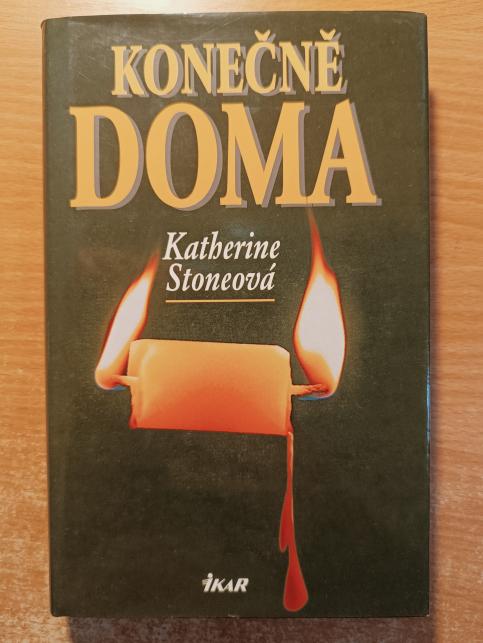 KONEČNĚ
DOMA
Katherine
Stoneová
IKAR